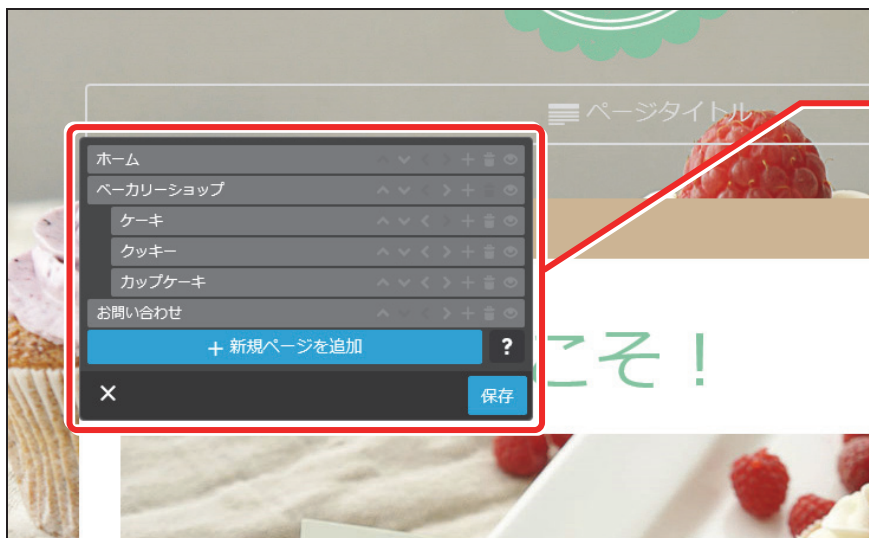 ページタイトル
ホーム
ベーカリーショップ
ケーキ
クッキー
カップケーキ
お問い合わせ
+ 新規ページを追加 ?
こそ！
× 保存